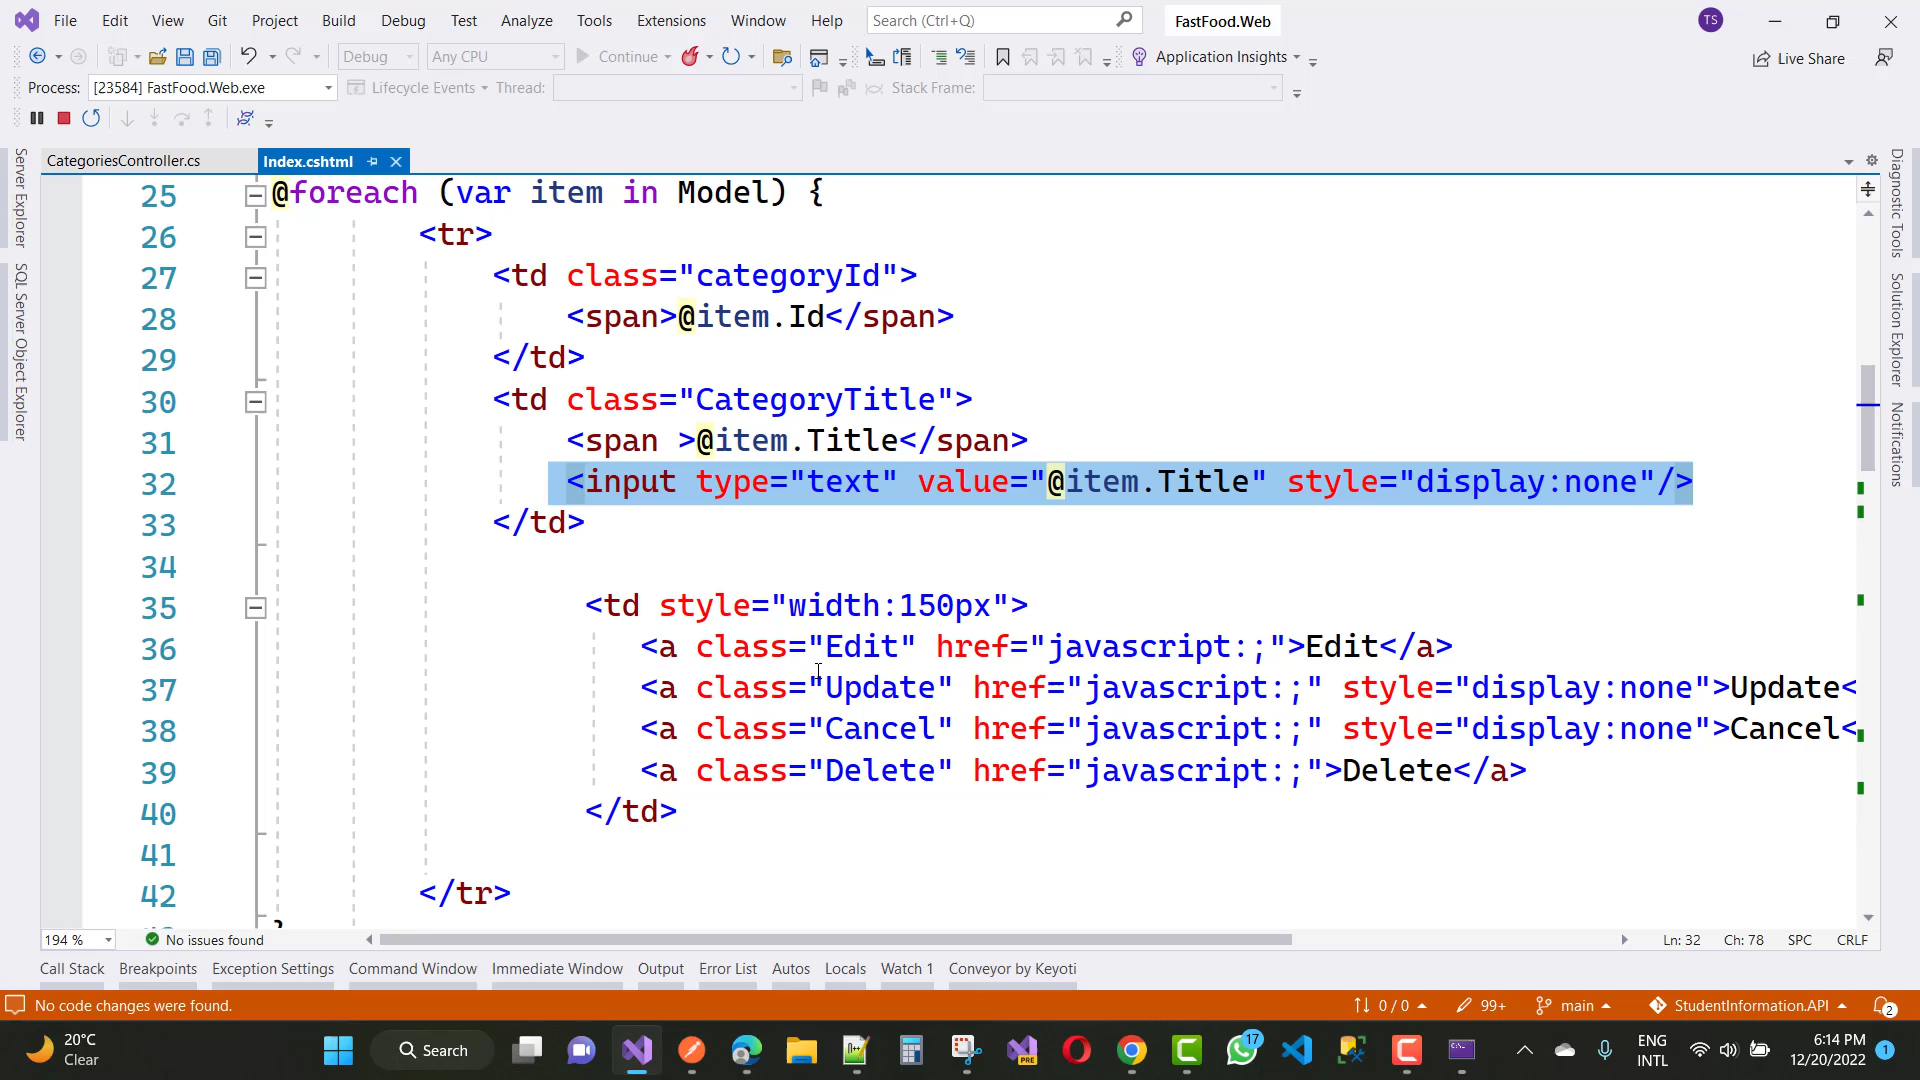 File Edit View Git Project Build Debug Test Analyze Tools Extensions Window Help Search (Ctrl+Q) FastFood.Web TS
Debug Any CPU Continue Application Insights Live Share
Process: [23584] FastFood.Web.exe Lifecycle Events Thread: Stack Frame:
CategoriesController.cs Index.cshtml
Server Explorer
SQL Server Object Explorer
Diagnostic Tools
Solution Explorer
Notifications
25 @foreach (var item in Model) {
26 <tr>
27 <td class="categoryId">
28 <span>@item.Id</span>
29 </td>
30 <td class="CategoryTitle">
31 <span >@item.Title</span>
32 <input type="text" value="@item.Title" style="display:none"/>
33 </td>
34
35 <td style="width:150px">
36 <a class="Edit" href="javascript:;">Edit</a>
37 <a class="Update" href="javascript:;" style="display:none">Update<
38 <a class="Cancel" href="javascript:;" style="display:none">Cancel<
39 <a class="Delete" href="javascript:;">Delete</a>
40 </td>
41
42 </tr>
194 % No issues found Ln: 32 Ch: 78 SPC CRLF
Call Stack Breakpoints Exception Settings Command Window Immediate Window Output Error List Autos Locals Watch 1 Conveyor by Keyoti
No code changes were found. 0 / 0 99+ main StudentInformation.API 2
20°C
Clear
Search
PRE
17
ENG
INTL
6:14 PM
12/20/2022
1